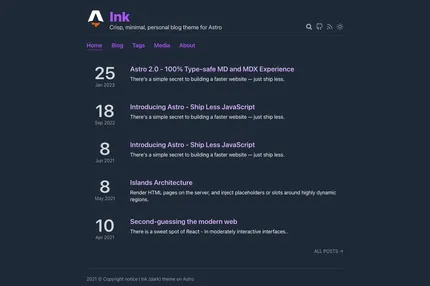 Ink
Crisp, minimal, personal blog theme for Astro
Home Blog Tags Media About
25
Jan 2023
Astro 2.0 - 100% Type-safe MD and MDX Experience
There's a simple secret to building a faster website — just ship less.
18
Sep 2022
Introducing Astro - Ship Less JavaScript
There's a simple secret to building a faster website — just ship less.
8
Jun 2021
Introducing Astro - Ship Less JavaScript
There's a simple secret to building a faster website — just ship less.
8
May 2021
Islands Architecture
Render HTML pages on the server, and inject placeholders or slots around highly dynamic
regions.
10
Apr 2021
Second-guessing the modern web
There is a sweet spot of React - in moderately interactive interfaces..
ALL POSTS →
2021 © Copyright notice | Ink (dark) theme on Astro